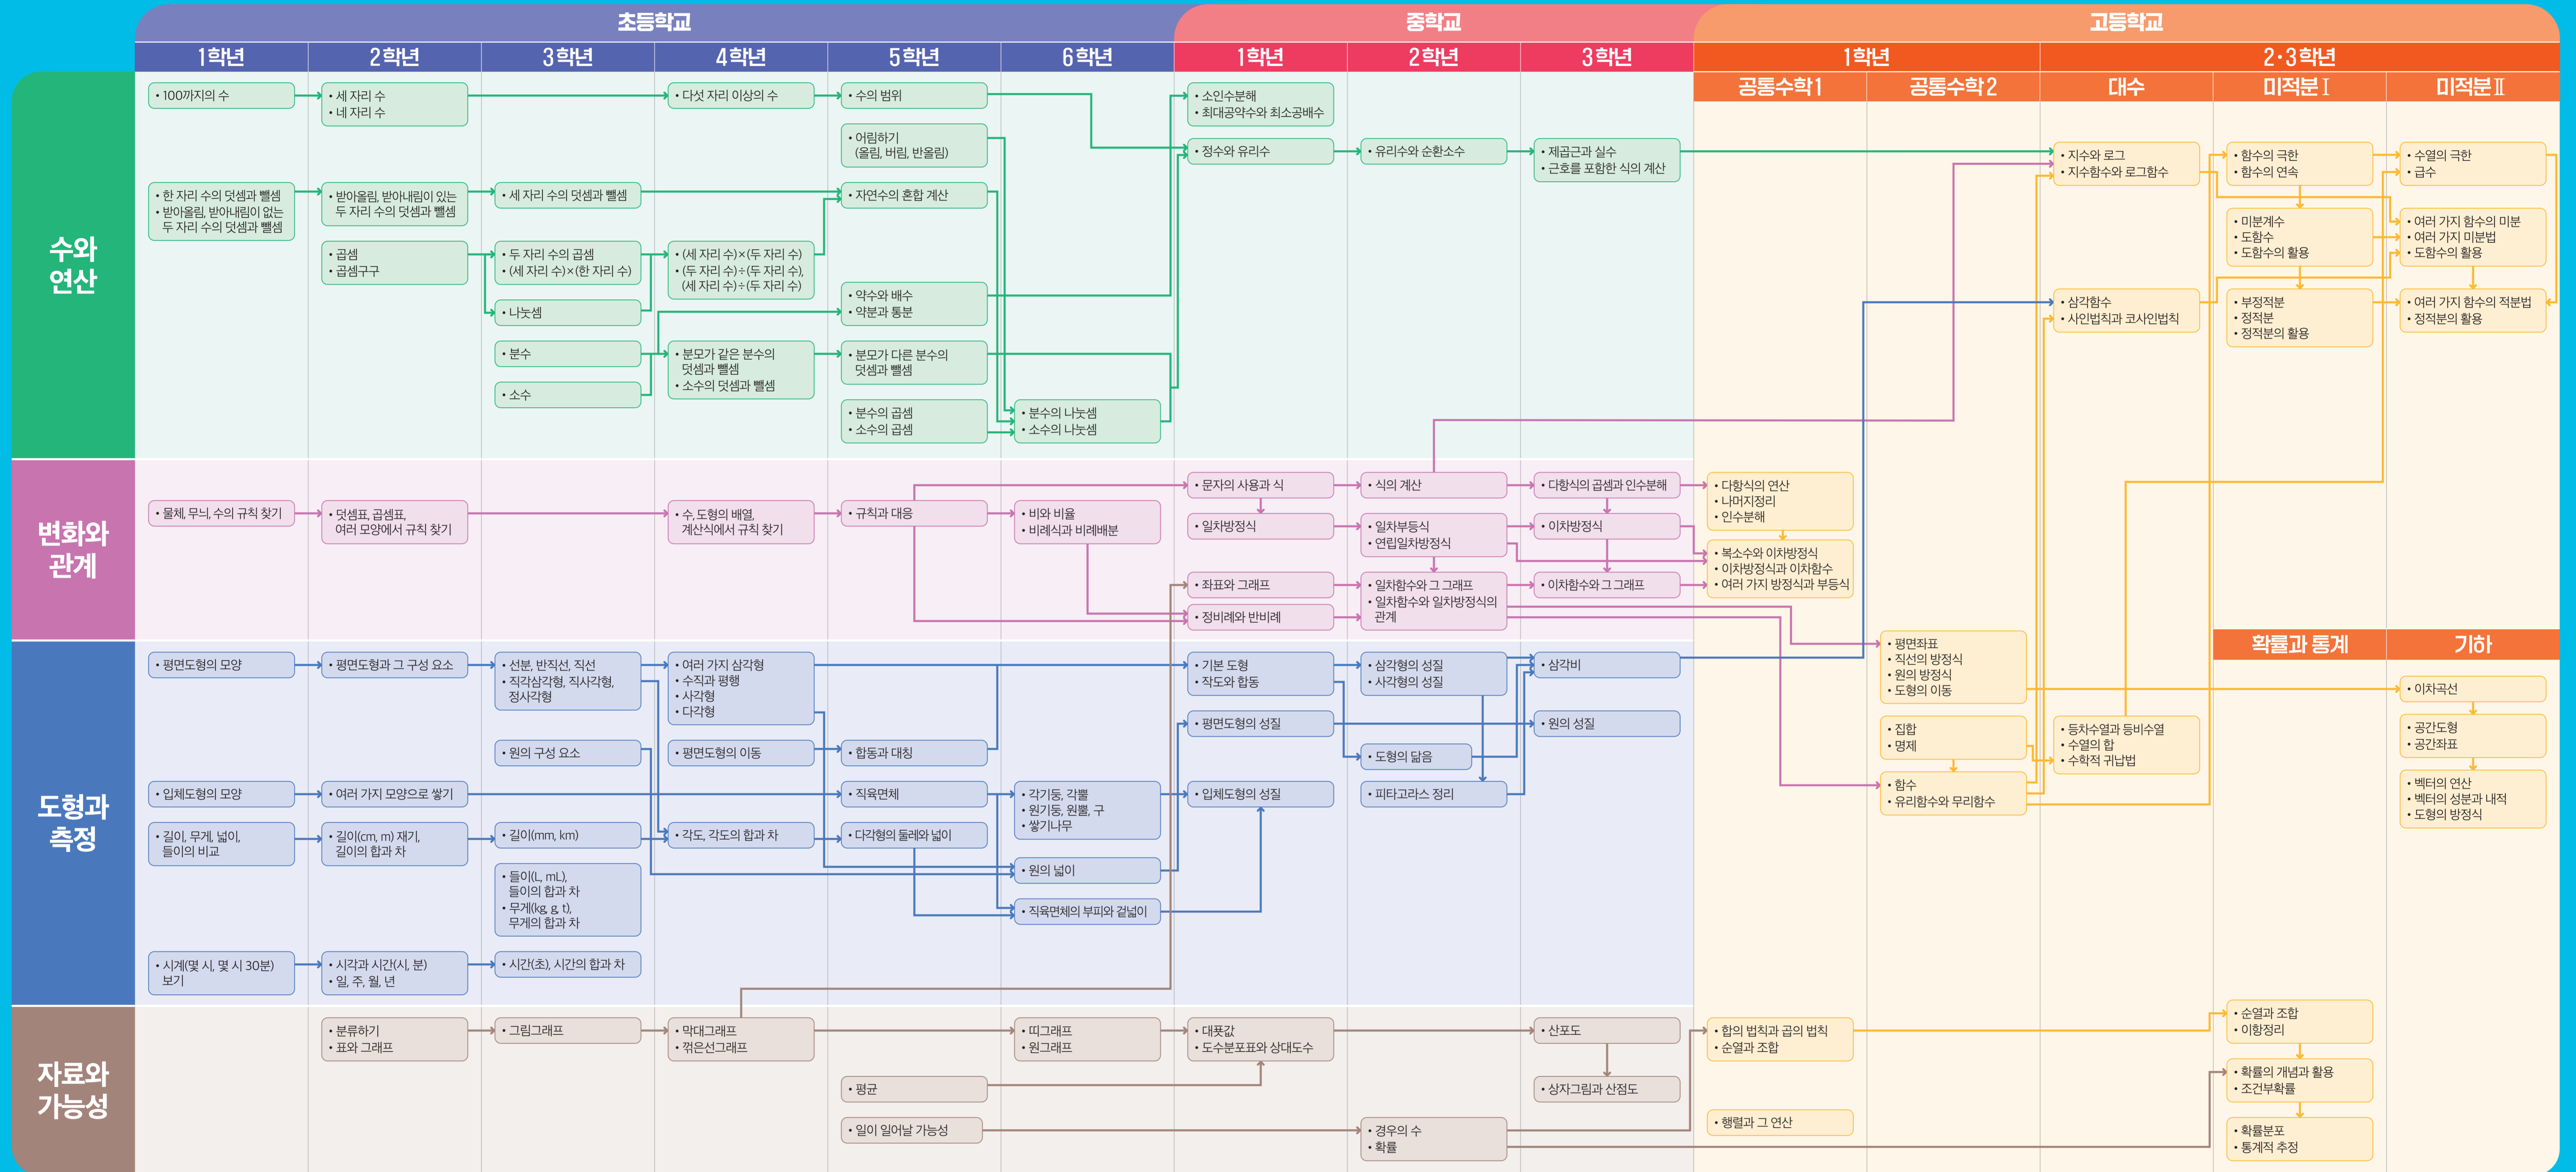 초등학교
중학교
고등학교
1학년
2학년
3학년
4학년
5학년
6학년
1학년
2학년
3학년
1학년
2·3학년
공통수학1
공통수학2
대수
미적분Ⅰ
미적분Ⅱ
수와
연산
• 100까지의 수
• 세 자리 수
• 네 자리 수
• 다섯 자리 이상의 수
• 수의 범위
• 어림하기
(올림, 버림, 반올림)
• 소인수분해
• 최대공약수와 최소공배수
• 정수와 유리수
• 유리수와 순환소수
• 제곱근과 실수
• 근호를 포함한 식의 계산
• 지수와 로그
• 지수함수와 로그함수
• 함수의 극한
• 함수의 연속
• 수열의 극한
• 급수
• 한 자리 수의 덧셈과 뺄셈
• 받아올림, 받아내림이 없는
두 자리 수의 덧셈과 뺄셈
• 받아올림, 받아내림이 있는
두 자리 수의 덧셈과 뺄셈
• 세 자리 수의 덧셈과 뺄셈
• 자연수의 혼합 계산
• 미분계수
• 도함수
• 도함수의 활용
• 여러 가지 함수의 미분
• 여러 가지 미분법
• 도함수의 활용
• 곱셈
• 곱셈구구
• 두 자리 수의 곱셈
• (세 자리 수)×(한 자리 수)
• (세 자리 수)×(두 자리 수)
• (두 자리 수)÷(두 자리 수),
(세 자리 수)÷(두 자리 수)
• 나눗셈
• 약수와 배수
• 약분과 통분
• 삼각함수
• 사인법칙과 코사인법칙
• 부정적분
• 정적분
• 정적분의 활용
• 여러 가지 함수의 적분법
• 정적분의 활용
• 분수
• 소수
• 분모가 같은 분수의
덧셈과 뺄셈
• 소수의 덧셈과 뺄셈
• 분모가 다른 분수의
덧셈과 뺄셈
• 분수의 곱셈
• 소수의 곱셈
• 분수의 나눗셈
• 소수의 나눗셈
변화와
관계
• 물체, 무늬, 수의 규칙 찾기
• 덧셈표, 곱셈표,
여러 모양에서 규칙 찾기
• 수, 도형의 배열,
계산식에서 규칙 찾기
• 규칙과 대응
• 비와 비율
• 비례식과 비례배분
• 문자의 사용과 식
• 식의 계산
• 다항식의 곱셈과 인수분해
• 다항식의 연산
• 나머지정리
• 인수분해
• 일차방정식
• 일차부등식
• 연립일차방정식
• 이차방정식
• 복소수와 이차방정식
• 이차방정식과 이차함수
• 여러 가지 방정식과 부등식
• 좌표와 그래프
• 정비례와 반비례
• 일차함수와 그 그래프
• 일차함수와 일차방정식의
관계
• 이차함수와 그 그래프
확률과 통계
기하
도형과
측정
• 평면도형의 모양
• 평면도형과 그 구성 요소
• 선분, 반직선, 직선
• 직각삼각형, 직사각형,
정사각형
• 여러 가지 삼각형
• 수직과 평행
• 사각형
• 다각형
• 기본 도형
• 작도와 합동
• 삼각형의 성질
• 사각형의 성질
• 삼각비
• 평면좌표
• 직선의 방정식
• 원의 방정식
• 도형의 이동
• 이차곡선
• 원의 구성 요소
• 평면도형의 이동
• 합동과 대칭
• 평면도형의 성질
• 도형의 닮음
• 원의 성질
• 집합
• 명제
• 등차수열과 등비수열
• 수열의 합
• 수학적 귀납법
• 공간도형
• 공간좌표
• 입체도형의 모양
• 여러 가지 모양으로 쌓기
• 직육면체
• 각기둥, 각뿔
• 원기둥, 원뿔, 구
• 쌓기나무
• 입체도형의 성질
• 피타고라스 정리
• 함수
• 유리함수와 무리함수
• 벡터의 연산
• 벡터의 성분과 내적
• 도형의 방정식
• 길이, 무게, 넓이,
들이의 비교
• 길이(cm, m) 재기,
길이의 합과 차
• 길이(mm, km)
• 각도, 각도의 합과 차
• 다각형의 둘레와 넓이
• 원의 넓이
• 들이(L, mL),
들이의 합과 차
• 무게(kg, g, t),
무게의 합과 차
• 직육면체의 부피와 겉넓이
• 시계(몇 시, 몇 시 30분)
보기
• 시각과 시간(시, 분)
• 일, 주, 월, 년
• 시간(초), 시간의 합과 차
자료와
가능성
• 분류하기
• 표와 그래프
• 그림그래프
• 막대그래프
• 꺾은선그래프
• 띠그래프
• 원그래프
• 대푯값
• 도수분포표와 상대도수
• 산포도
• 합의 법칙과 곱의 법칙
• 순열과 조합
• 순열과 조합
• 이항정리
• 평균
• 상자그림과 산점도
• 확률의 개념과 활용
• 조건부확률
• 일이 일어날 가능성
• 경우의 수
• 확률
• 행렬과 그 연산
• 확률분포
• 통계적 추정